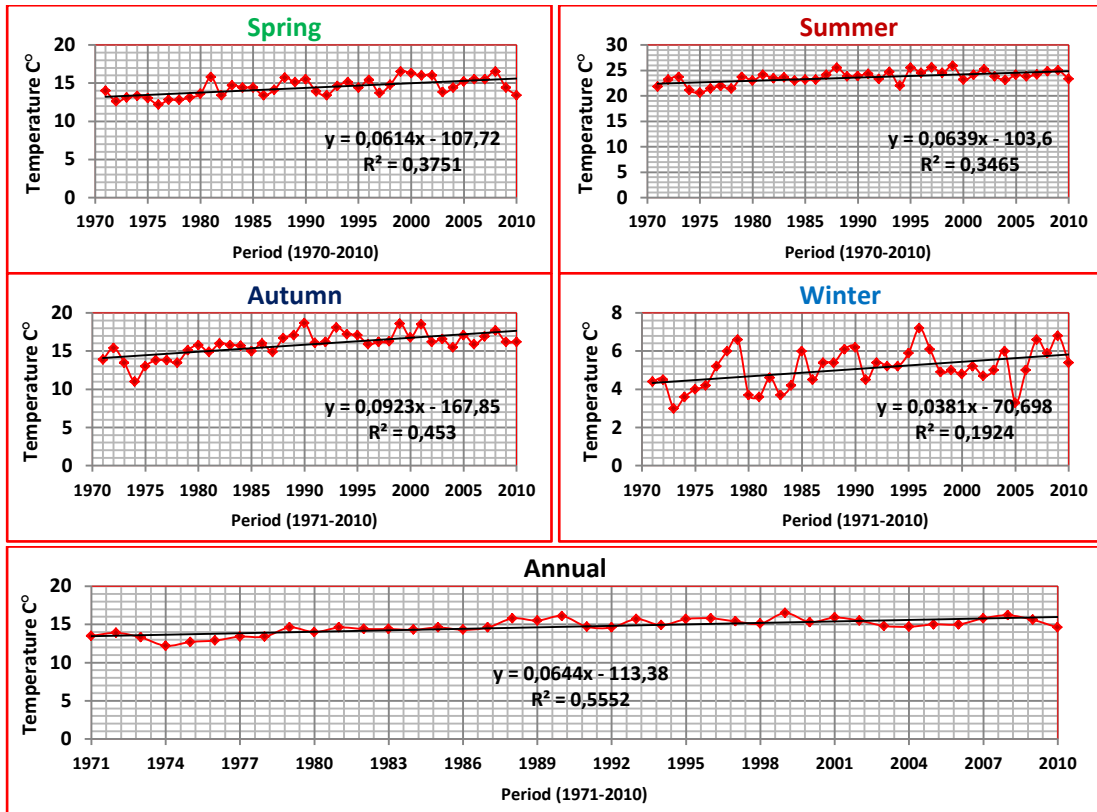 Spring
Temperature C°
20
15
10
5
0
y = 0,0614x - 107,72
R² = 0,3751
1970 1975 1980 1985 1990 1995 2000 2005 2010
Period (1970-2010)
Summer
Temperature C°
30
25
20
15
10
5
0
y = 0,0639x - 103,6
R² = 0,3465
1970 1975 1980 1985 1990 1995 2000 2005 2010
Period (1970-2010)
Autumn
Temperature C°
20
15
10
5
0
y = 0,0923x - 167,85
R² = 0,453
1970 1975 1980 1985 1990 1995 2000 2005 2010
Period (1971-2010)
Winter
Temperature C°
8
6
4
2
0
y = 0,0381x - 70,698
R² = 0,1924
1970 1975 1980 1985 1990 1995 2000 2005 2010
Period (1971-2010)
Annual
Temperature C°
20
15
10
5
0
y = 0,0644x - 113,38
R² = 0,5552
1971 1974 1977 1980 1983 1986 1989 1992 1995 1998 2001 2004 2007 2010
Period (1971-2010)